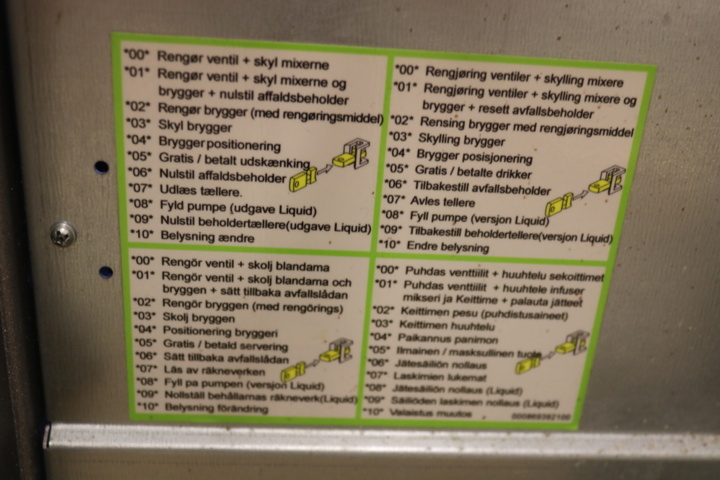 *00* Rengør ventil + skyl mixerne
*01* Rengør ventil + skyl mixerne og
brygger + nulstil affaldsbeholder
*02* Rengør brygger (med rengøringsmiddel)
*03* Skyl brygger
*04* Bryggerpositionering
*05* Gratis / betalt udskænkning
*06* Nulstil affaldsbeholder
*07* Udlæs tællere.
*08* Fyld pumpe (udgave Liquid)
*09* Nulstil beholdertællere(udgave Liquid)
*10* Belysning ændre
*00* Rengjøring ventiler + skylling mixere
*01* Rengjøring ventiler + skylling mixere og
brygger + resett avfallsbeholder
*02* Rensing brygger med rengjøringsmiddel
*03* Skylling brygger
*04* Brygger posisjonering
*05* Gratis / betalte drikker
*06* Tilbakestill avfallsbeholder
*07* Avles tellere
*08* Fyll pumpe (versjon Liquid)
*09* Tilbakestill beholdertellere(versjon Liquid)
*10* Endre belysning
*00* Rengör ventil + skolj blandarna
*01* Rengör ventil + skolj blandarna och
bryggen + sätt tillbaka avfallslådan
*02* Rengör bryggen (med rengörings)
*03* Skolj bryggen
*04* Positionering bryggeri
*05* Gratis / betald servering
*06* Sätt tillbaka avfallslådan
*07* Läs av räkneverken
*08* Fyll pa pumpen (versjon Liquid)
*09* Nollställ behållarnas räkneverk(Liquid)
*10* Belysning förändring
*00* Puhdas venttiilit + huuhtelu sekoittimet
*01* Puhdas venttiilit + huuhtele infuser
mikseri ja Keittime + palauta jätteet
*02* Keittimen pesu (puhdistusaineet)
*03* Keittimen huuhtelu
*04* Paikannus panimon
*05* Ilmainen / masksullinen tuote
*06* Jätesäiliön nollaus
*07* Laskimien lukemat
*08* Jätesäiliön nollaus (Liquid)
*09* Säiliöden laskimen nollaus (Liquid)
*10* Valaistus muutos